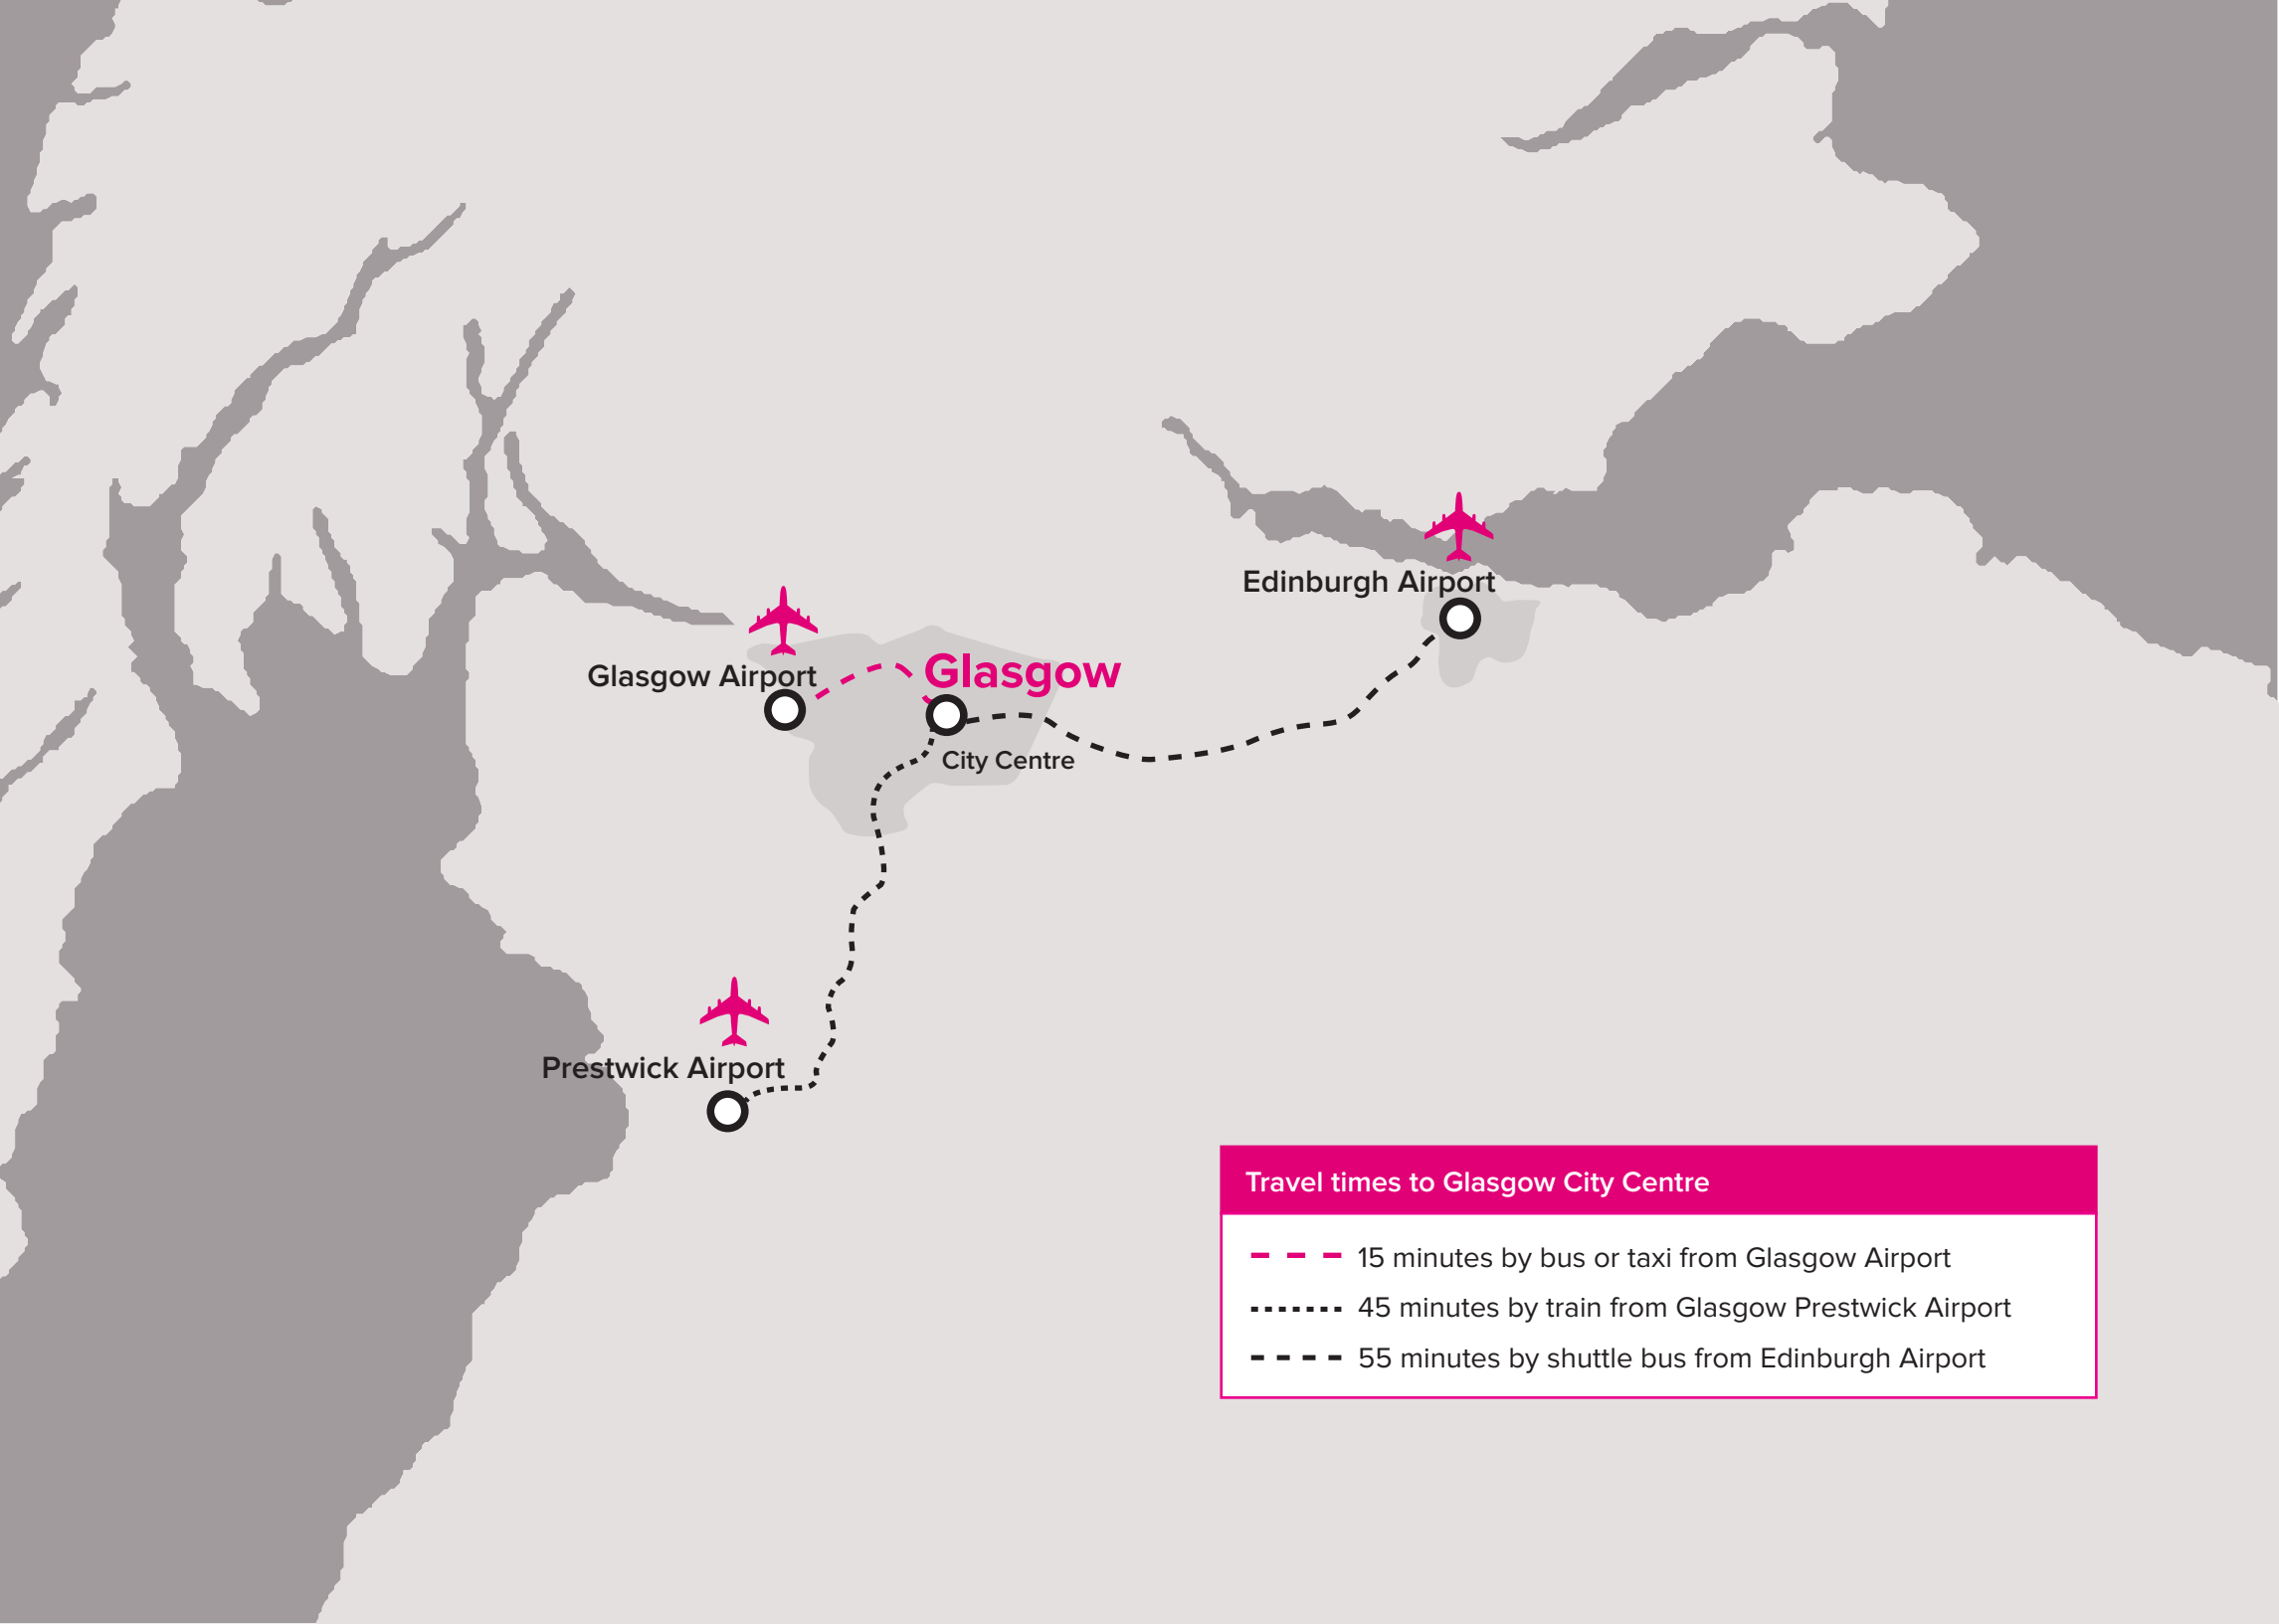 Edinburgh Airport
Glasgow Airport
Glasgow
City Centre
Prestwick Airport
Travel times to Glasgow City Centre
15 minutes by bus or taxi from Glasgow Airport
45 minutes by train from Glasgow Prestwick Airport
55 minutes by shuttle bus from Edinburgh Airport